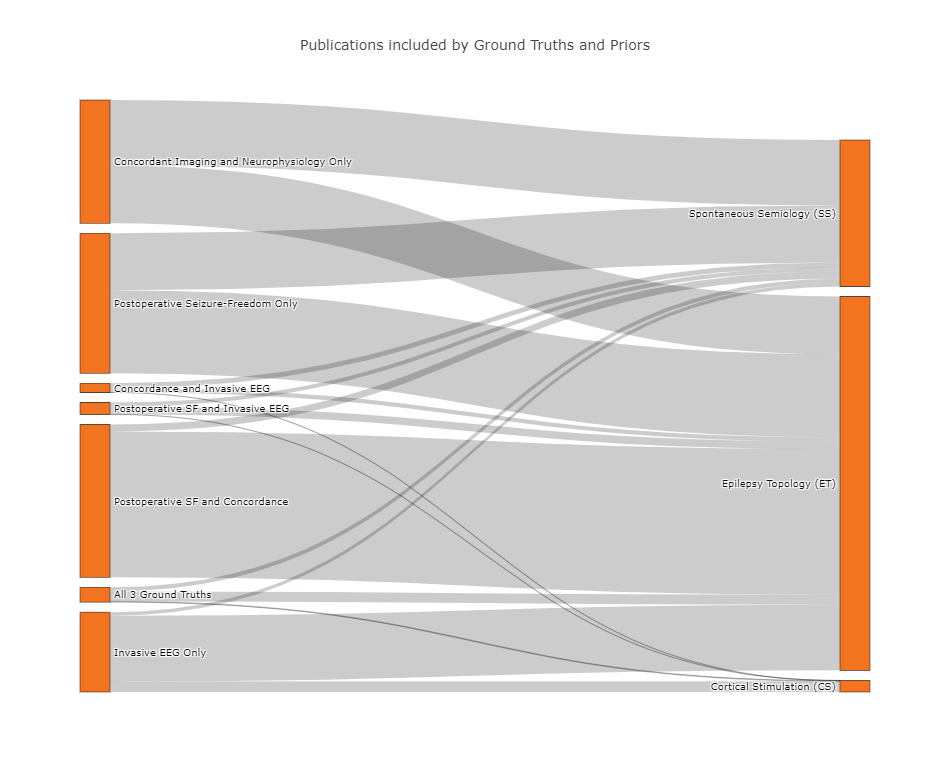 Publications included by Ground Truths and Priors
Concordant Imaging and Neurophysiology Only
Spontaneous Semiology (SS)
Postoperative Seizure-Freedom Only
Concordance and Invasive EEG
Postoperative SF and Invasive EEG
Epilepsy Topology (ET)
Postoperative SF and Concordance
All 3 Ground Truths
Invasive EEG Only
Cortical Stimulation (CS)